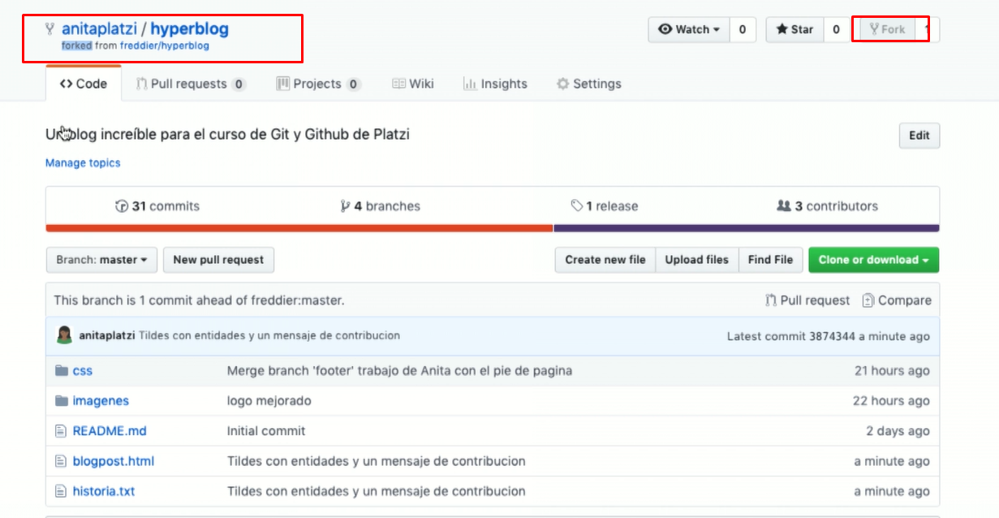 anitaplatzi / hyperblog
forked from freddier/hyperblog
Watch 0 Star 0 Fork 1
Code Pull requests 0 Projects 0 Wiki Insights Settings
blog increíble para el curso de Git y Github de Platzi Edit
Manage topics
31 commits 4 branches 1 release 3 contributors
Branch: master New pull request Create new file Upload files Find File Clone or download
This branch is 1 commit ahead of freddier:master. Pull request Compare
anitaplatzi Tildes con entidades y un mensaje de contribucion Latest commit 3874344 a minute ago
css Merge branch 'footer' trabajo de Anita con el pie de pagina 21 hours ago
imagenes logo mejorado 22 hours ago
README.md Initial commit 2 days ago
blogpost.html Tildes con entidades y un mensaje de contribucion a minute ago
historia.txt Tildes con entidades y un mensaje de contribucion a minute ago